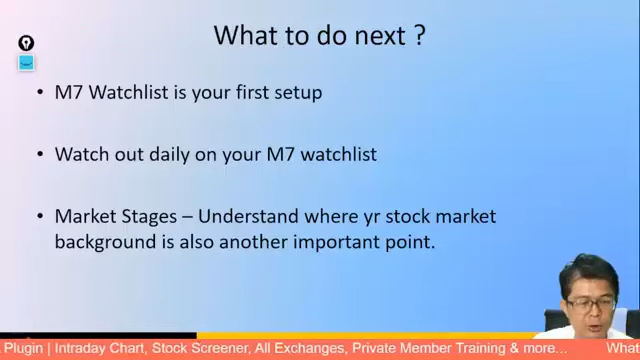 What to do next ?
• M7 Watchlist is your first setup
• Watch out daily on your M7 watchlist
• Market Stages – Understand where yr stock market
background is also another important point.
Plugin | Intraday Chart, Stock Screener, All Exchanges, Private Member Training & more... What